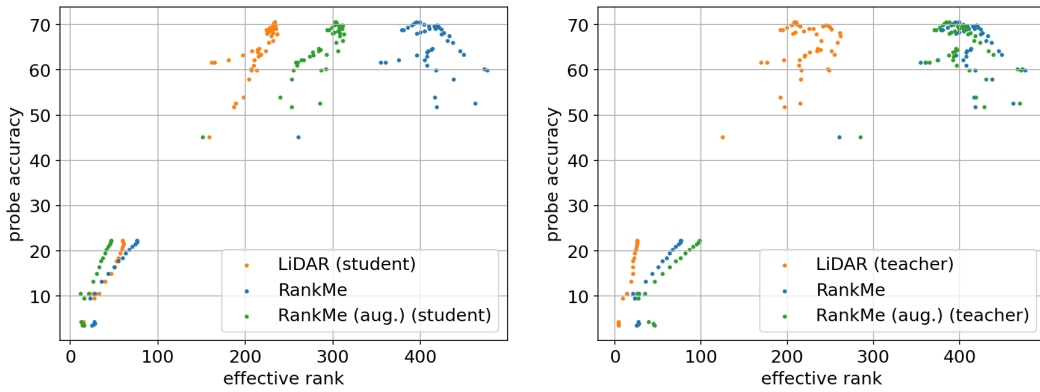 70
60
50
40
30
20
10
probe accuracy
LiDAR (student)
RankMe
RankMe (aug.) (student)
0
100
200
300
400
effective rank
70
60
50
40
30
20
10
probe accuracy
LiDAR (teacher)
RankMe
RankMe (aug.) (teacher)
0
100
200
300
400
effective rank